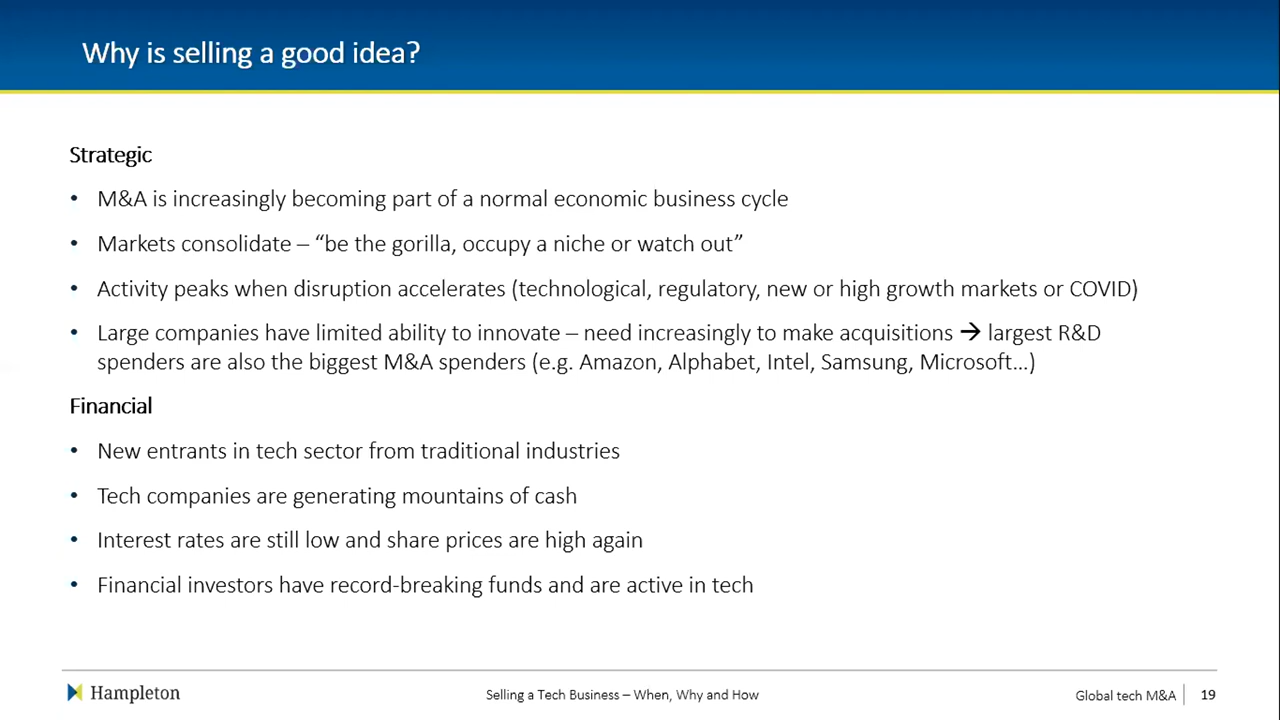 Why is selling a good idea?
Strategic
• M&A is increasingly becoming part of a normal economic business cycle
• Markets consolidate – “be the gorilla, occupy a niche or watch out”
• Activity peaks when disruption accelerates (technological, regulatory, new or high growth markets or COVID)
• Large companies have limited ability to innovate – need increasingly to make acquisitions → largest R&D
spenders are also the biggest M&A spenders (e.g. Amazon, Alphabet, Intel, Samsung, Microsoft…)
Financial
• New entrants in tech sector from traditional industries
• Tech companies are generating mountains of cash
• Interest rates are still low and share prices are high again
• Financial investors have record-breaking funds and are active in tech
Hampleton
Selling a Tech Business – When, Why and How
Global tech M&A | 19